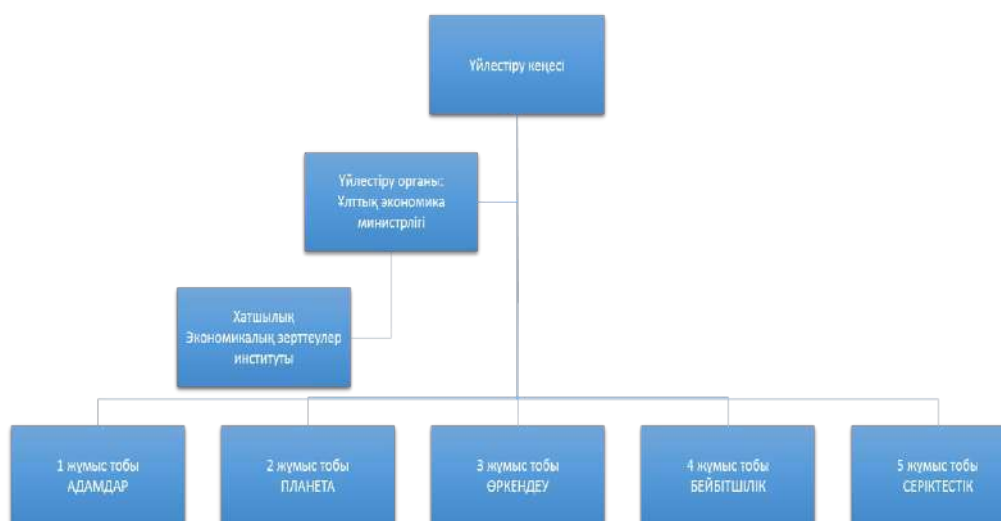 Үйлестіру кеңесі
Үйлестіру органы:
Ұлттық экономика
министрлігі
Хатшылық
Экономикалық зерттеулер
институты
1 жұмыс тобы
АДАМДАР
2 жұмыс тобы
ПЛАНЕТА
3 жұмыс тобы
ӨРКЕНДЕУ
4 жұмыс тобы
БЕЙБІТШІЛІК
5 жұмыс тобы
СЕРІКТЕСТІК